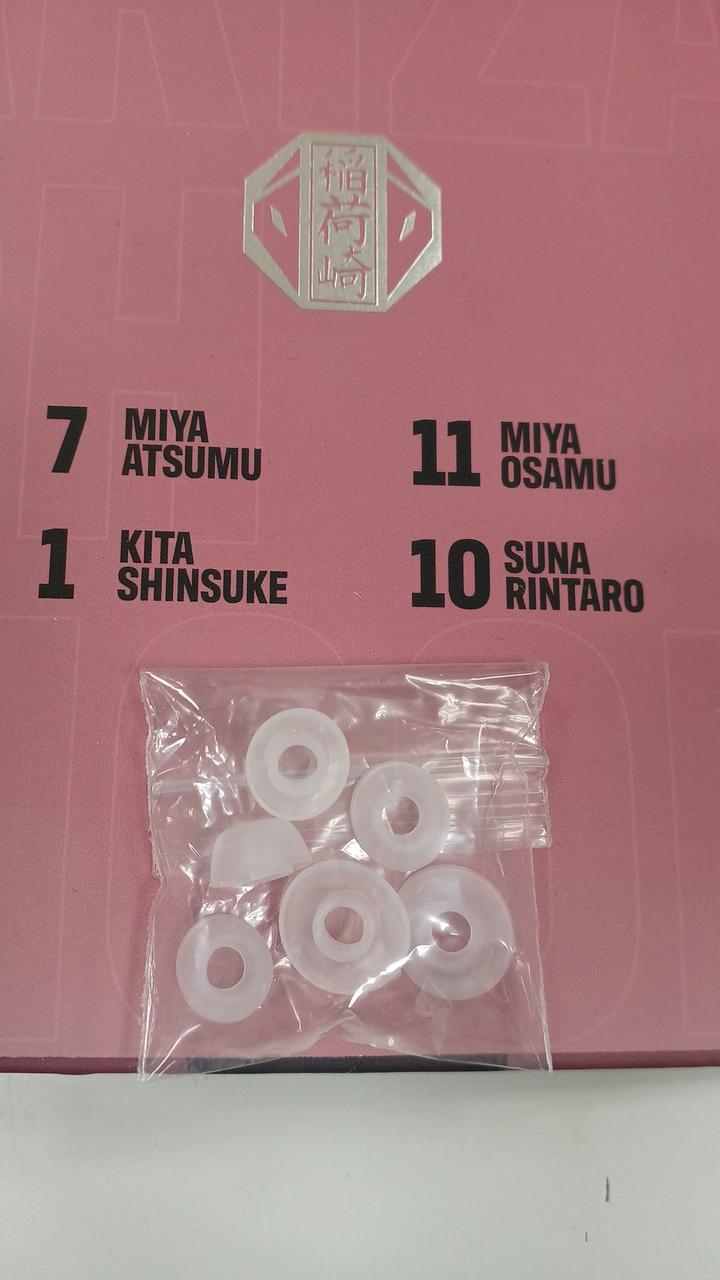 稲荷崎
7 MIYA
ATSUMU
11 MIYA
OSAMU
1 KITA
SHINSUKE
10 SUNA
RINTARO